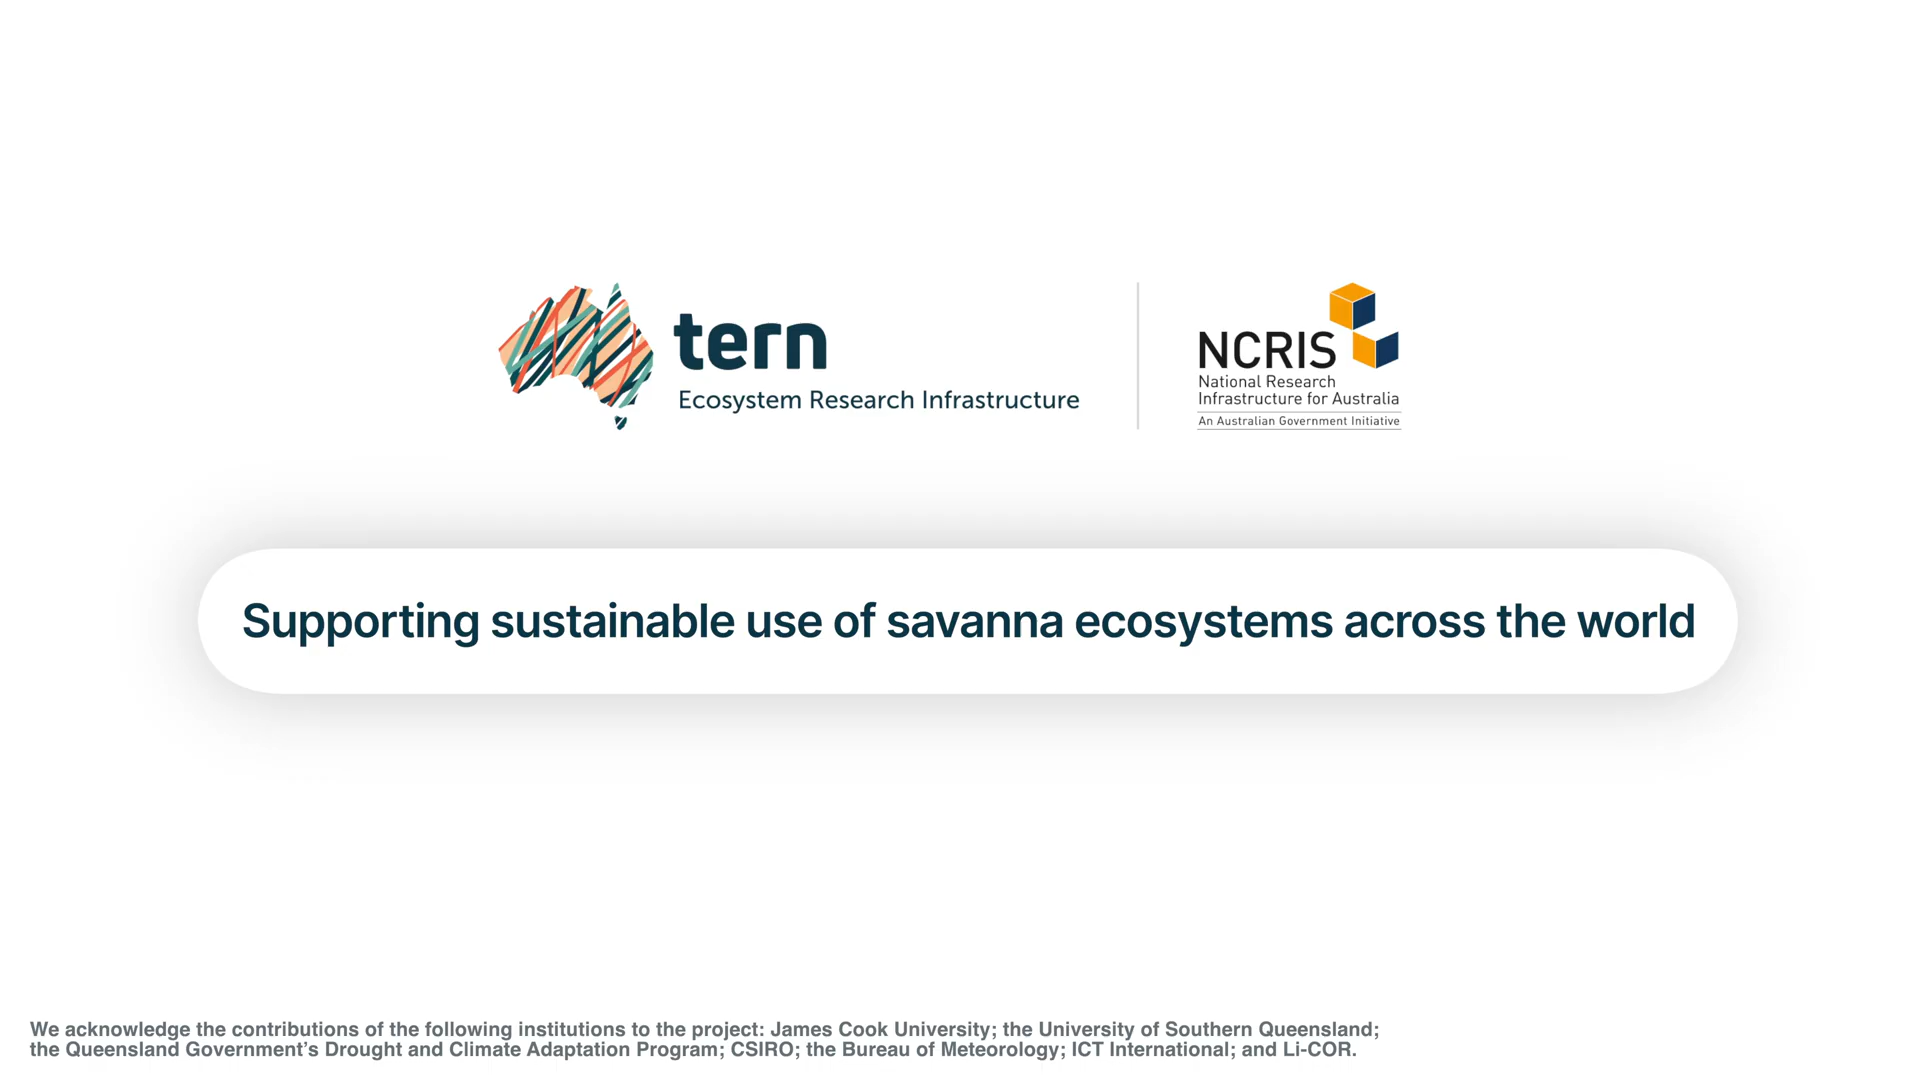 tern
Ecosystem Research Infrastructure
NCRIS
National Research
Infrastructure for Australia
An Australian Government Initiative
Supporting sustainable use of savanna ecosystems across the world
We acknowledge the contributions of the following institutions to the project: James Cook University; the University of Southern Queensland;
the Queensland Government’s Drought and Climate Adaptation Program; CSIRO; the Bureau of Meteorology; ICT International; and Li-COR.